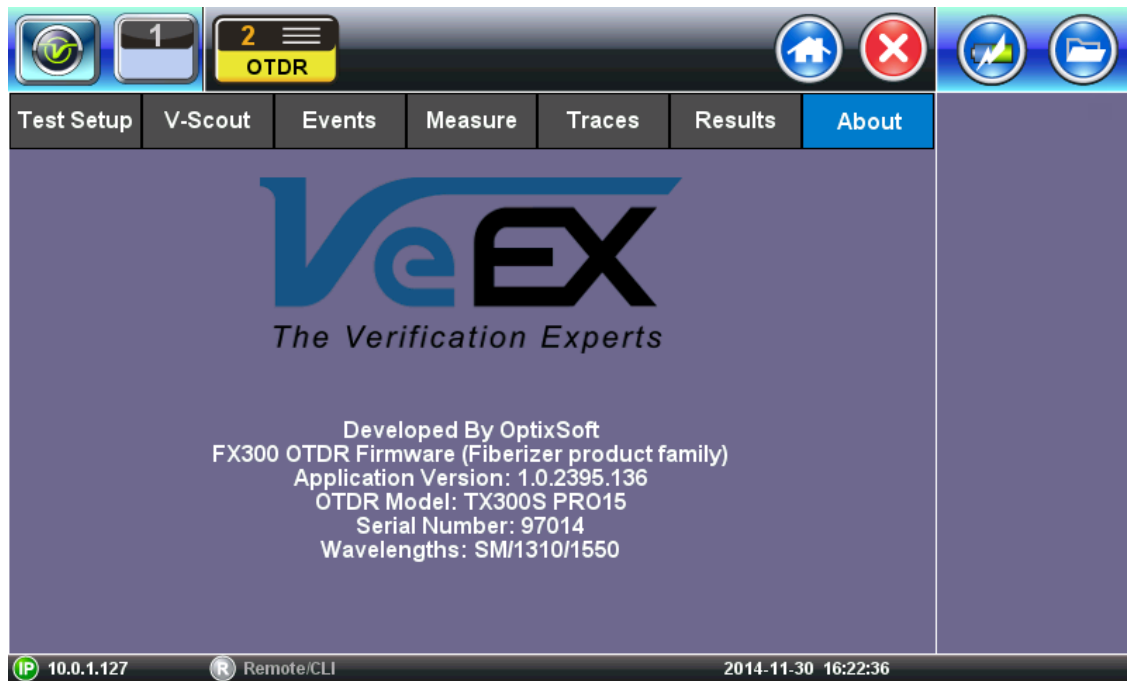 1
2
OTDR
Test Setup V-Scout Events Measure Traces Results About
VeEX
The Verification Experts
Developed By OptixSoft
FX300 OTDR Firmware (Fiberizer product family)
Application Version: 1.0.2395.136
OTDR Model: TX300S PRO15
Serial Number: 97014
Wavelengths: SM/1310/1550
IP 10.0.1.127 R Remote/CLI 2014-11-30 16:22:36